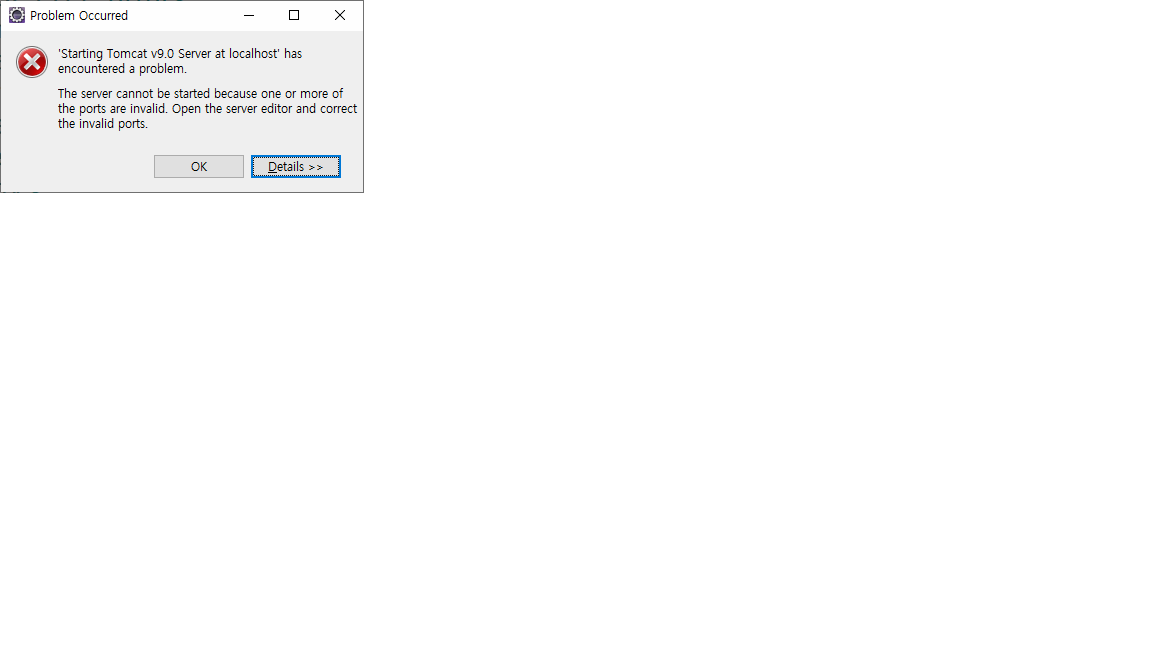 Problem Occurred
'Starting Tomcat v9.0 Server at localhost' has
encountered a problem.
The server cannot be started because one or more of
the ports are invalid. Open the server editor and correct
the invalid ports.
OK
Details >>